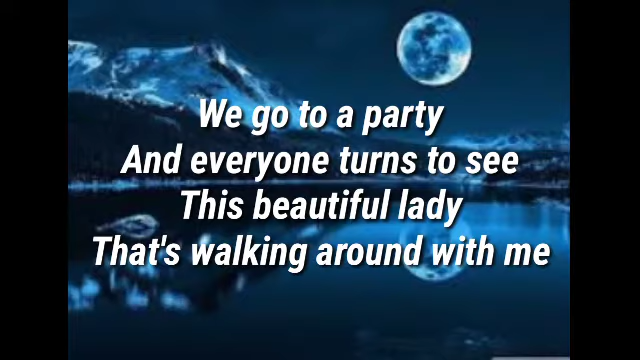 We go to a party
And everyone turns to see
This beautiful lady
That's walking around with me